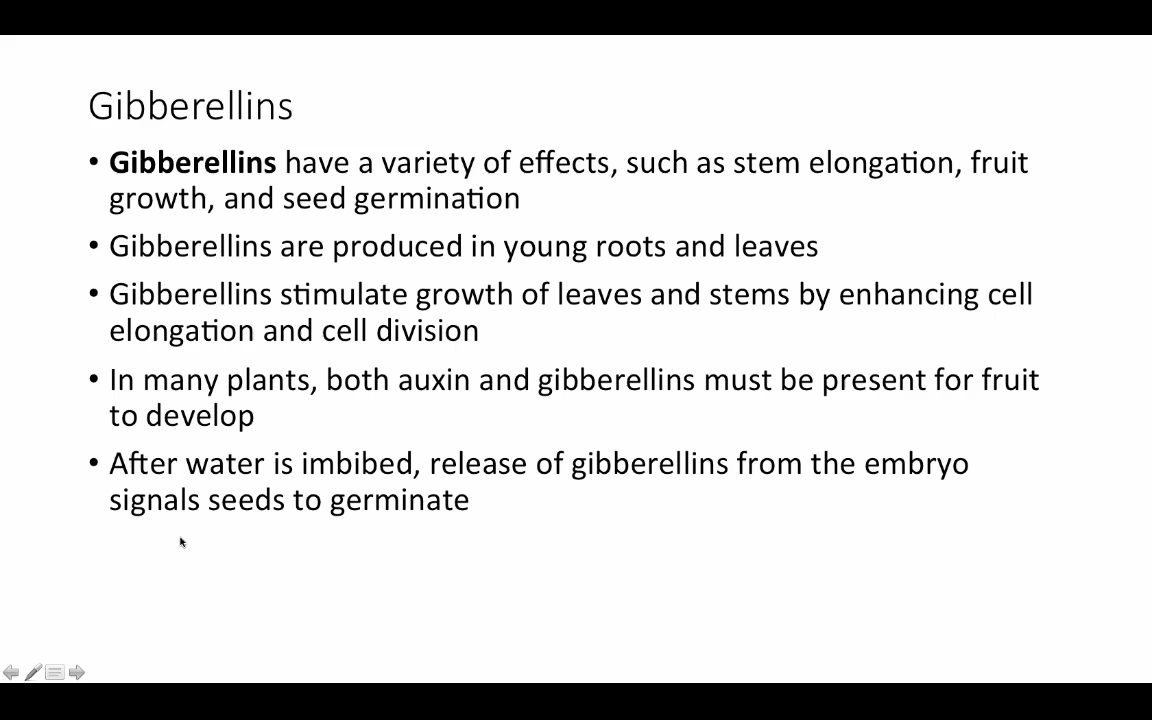 Gibberellins
• Gibberellins have a variety of effects, such as stem elongation, fruit
growth, and seed germination
• Gibberellins are produced in young roots and leaves
• Gibberellins stimulate growth of leaves and stems by enhancing cell
elongation and cell division
• In many plants, both auxin and gibberellins must be present for fruit
to develop
• After water is imbibed, release of gibberellins from the embryo
signals seeds to germinate